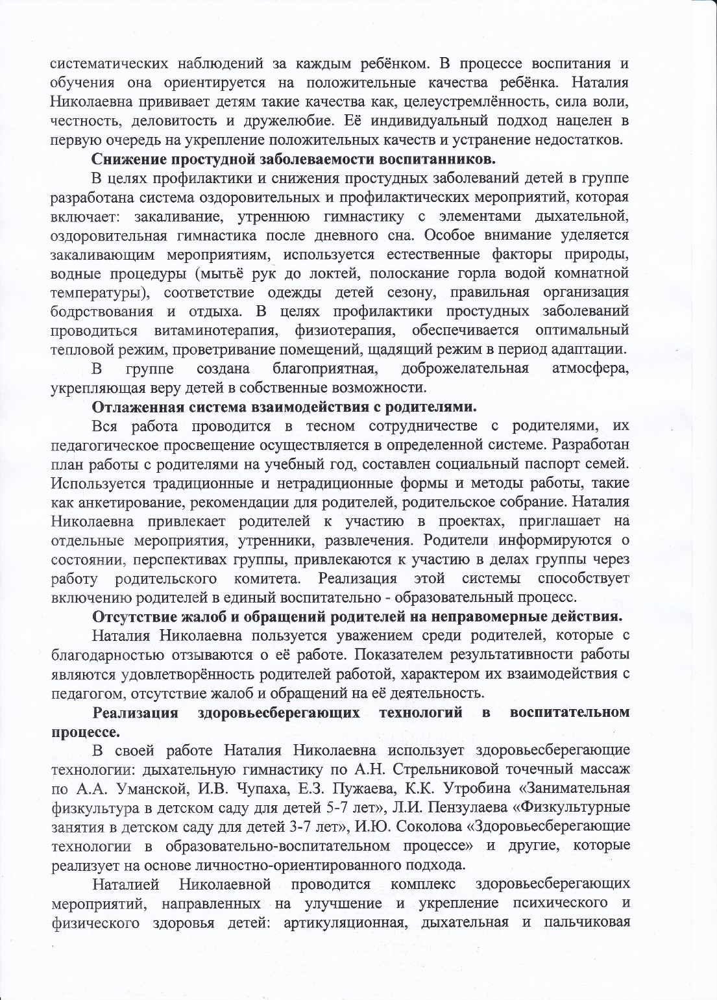 систематических наблюдений за каждым ребёнком. В процессе воспитания и
обучения она ориентируется на положительные качества ребёнка. Наталия
Николаевна прививает детям такие качества как, целеустремлённость, сила воли,
честность, деловитость и дружелюбие. Её индивидуальный подход нацелен в
первую очередь на укрепление положительных качеств и устранение недостатков.
Снижение простудной заболеваемости воспитанников.
В целях профилактики и снижения простудных заболеваний детей в группе
разработана система оздоровительных и профилактических мероприятий, которая
включает: закаливание, утреннюю гимнастику с элементами дыхательной,
оздоровительная гимнастика после дневного сна. Особое внимание уделяется
закаливающим мероприятиям, используется естественные факторы природы,
водные процедуры (мытьё рук до локтей, полоскание горла водой комнатной
температуры), соответствие одежды детей сезону, правильная организация
бодрствования и отдыха. В целях профилактики простудных заболеваний
проводиться витаминотерапия, физиотерапия, обеспечивается оптимальный
тепловой режим, проветривание помещений, щадящий режим в период адаптации.
В группе создана благоприятная, доброжелательная атмосфера,
укрепляющая веру детей в собственные возможности.
Отлаженная система взаимодействия с родителями.
Вся работа проводится в тесном сотрудничестве с родителями, их
педагогическое просвещение осуществляется в определенной системе. Разработан
план работы с родителями на учебный год, составлен социальный паспорт семей.
Используется традиционные и нетрадиционные формы и методы работы, такие
как анкетирование, рекомендации для родителей, родительское собрание. Наталия
Николаевна привлекает родителей к участию в проектах, приглашает на
отдельные мероприятия, утренники, развлечения. Родители информируются о
состоянии, перспективах группы, привлекаются к участию в делах группы через
работу родительского комитета. Реализация этой системы способствует
включению родителей в единый воспитательно - образовательный процесс.
Отсутствие жалоб и обращений родителей на неправомерные действия.
Наталия Николаевна пользуется уважением среди родителей, которые с
благодарностью отзываются о её работе. Показателем результативности работы
являются удовлетворённость родителей работой, характером их взаимодействия с
педагогом, отсутствие жалоб и обращений на её деятельность.
Реализация здоровьесберегающих технологий в воспитательном
процессе.
В своей работе Наталия Николаевна использует здоровьесберегающие
технологии: дыхательную гимнастику по А.Н. Стрельниковой точечный массаж
по А.А. Уманской, И.В. Чупаха, Е.З. Пужаева, К.К. Утробина «Занимательная
физкультура в детском саду для детей 5-7 лет», Л.И. Пензулаева «Физкультурные
занятия в детском саду для детей 3-7 лет», И.Ю. Соколова «Здоровьесберегающие
технологии в образовательно-воспитательном процессе» и другие, которые
реализует на основе личностно-ориентированного подхода.
Наталией Николаевной проводится комплекс здоровьесберегающих
мероприятий, направленных на улучшение и укрепление психического и
физического здоровья детей: артикуляционная, дыхательная и пальчиковая